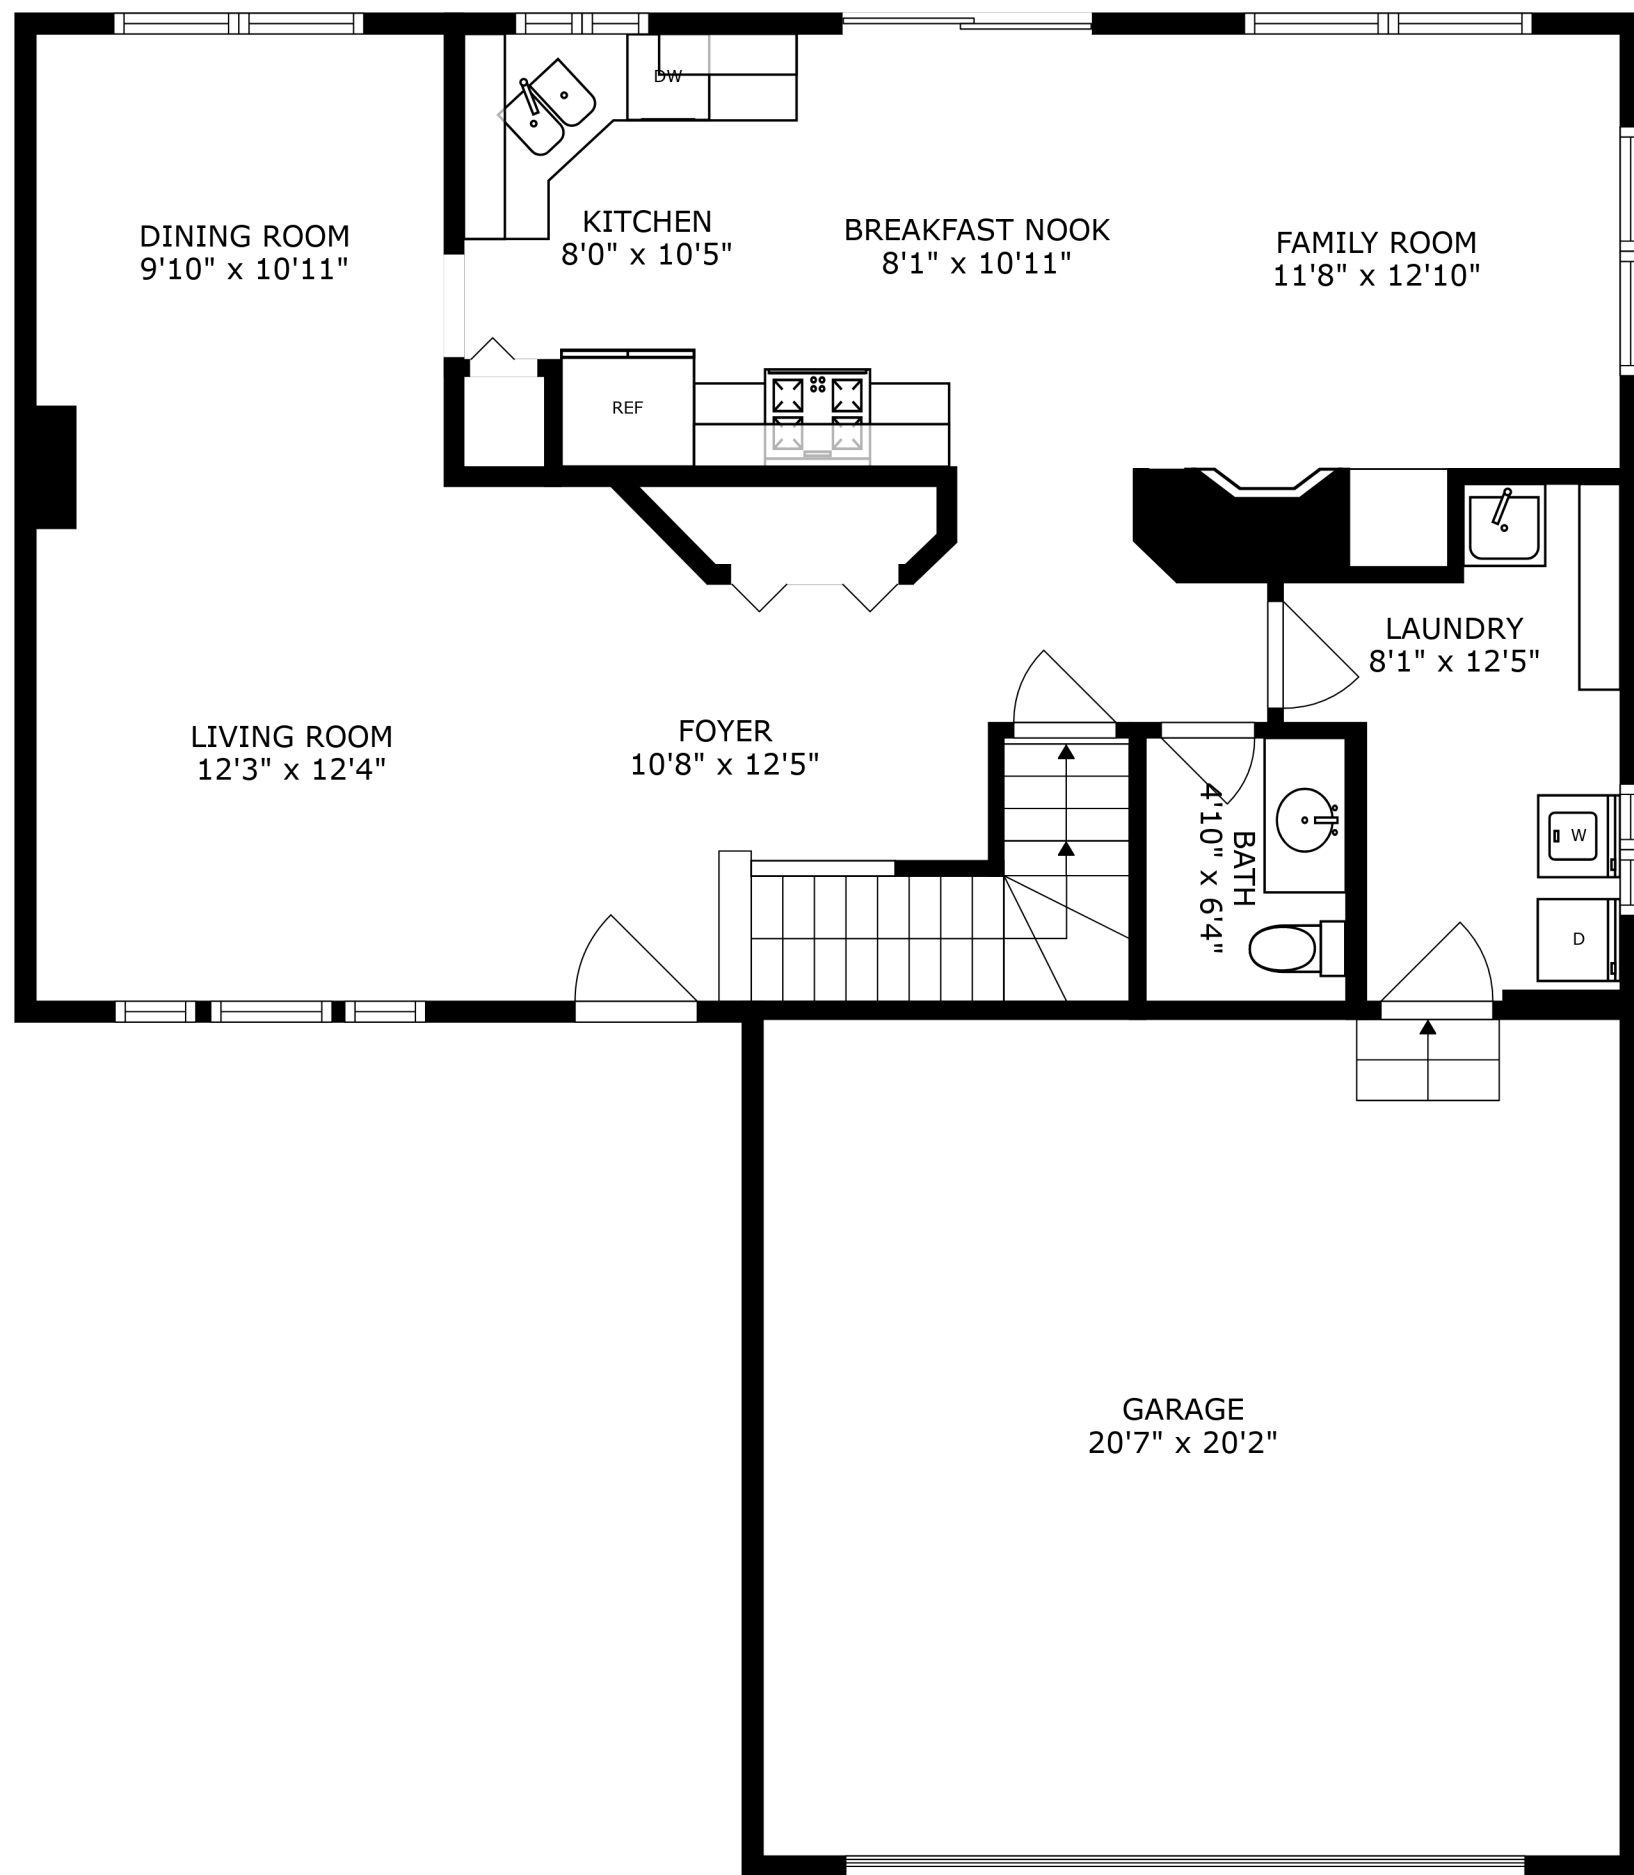 DW
DINING ROOM
9'10" x 10'11"
KITCHEN
8'0" x 10'5"
BREAKFAST NOOK
8'1" x 10'11"
FAMILY ROOM
11'8" x 12'10"
REF
LAUNDRY
8'1" x 12'5"
LIVING ROOM
12'3" x 12'4"
FOYER
10'8" x 12'5"
BATH
4'10" x 6'4"
W
D
GARAGE
20'7" x 20'2"